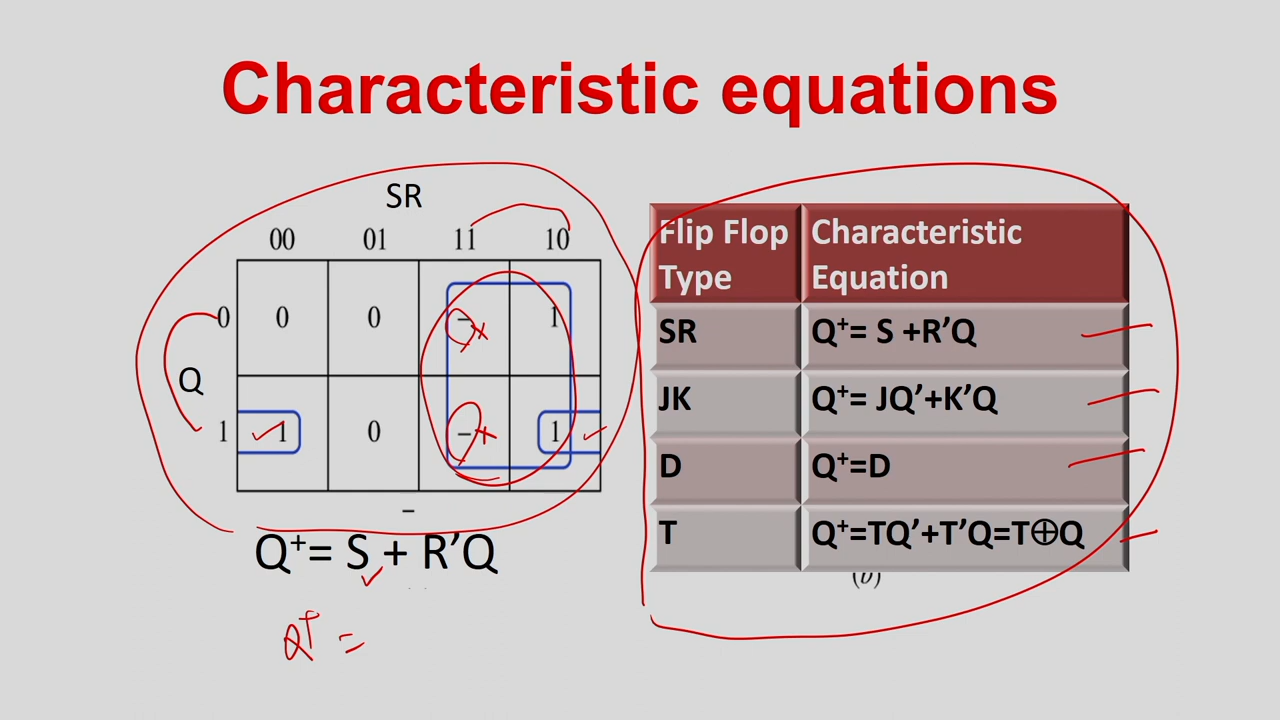 Characteristic equations
SR
00 01 11 10
0 0 0 – x 1
Q
1 1 0 – x 1
Q⁺= S + R’Q
Q⁺ =
Flip Flop Type Characteristic Equation
SR Q⁺= S +R’Q
JK Q⁺= JQ’+K’Q
D Q⁺=D
T Q⁺=TQ’+T’Q=T⊕Q
(b)